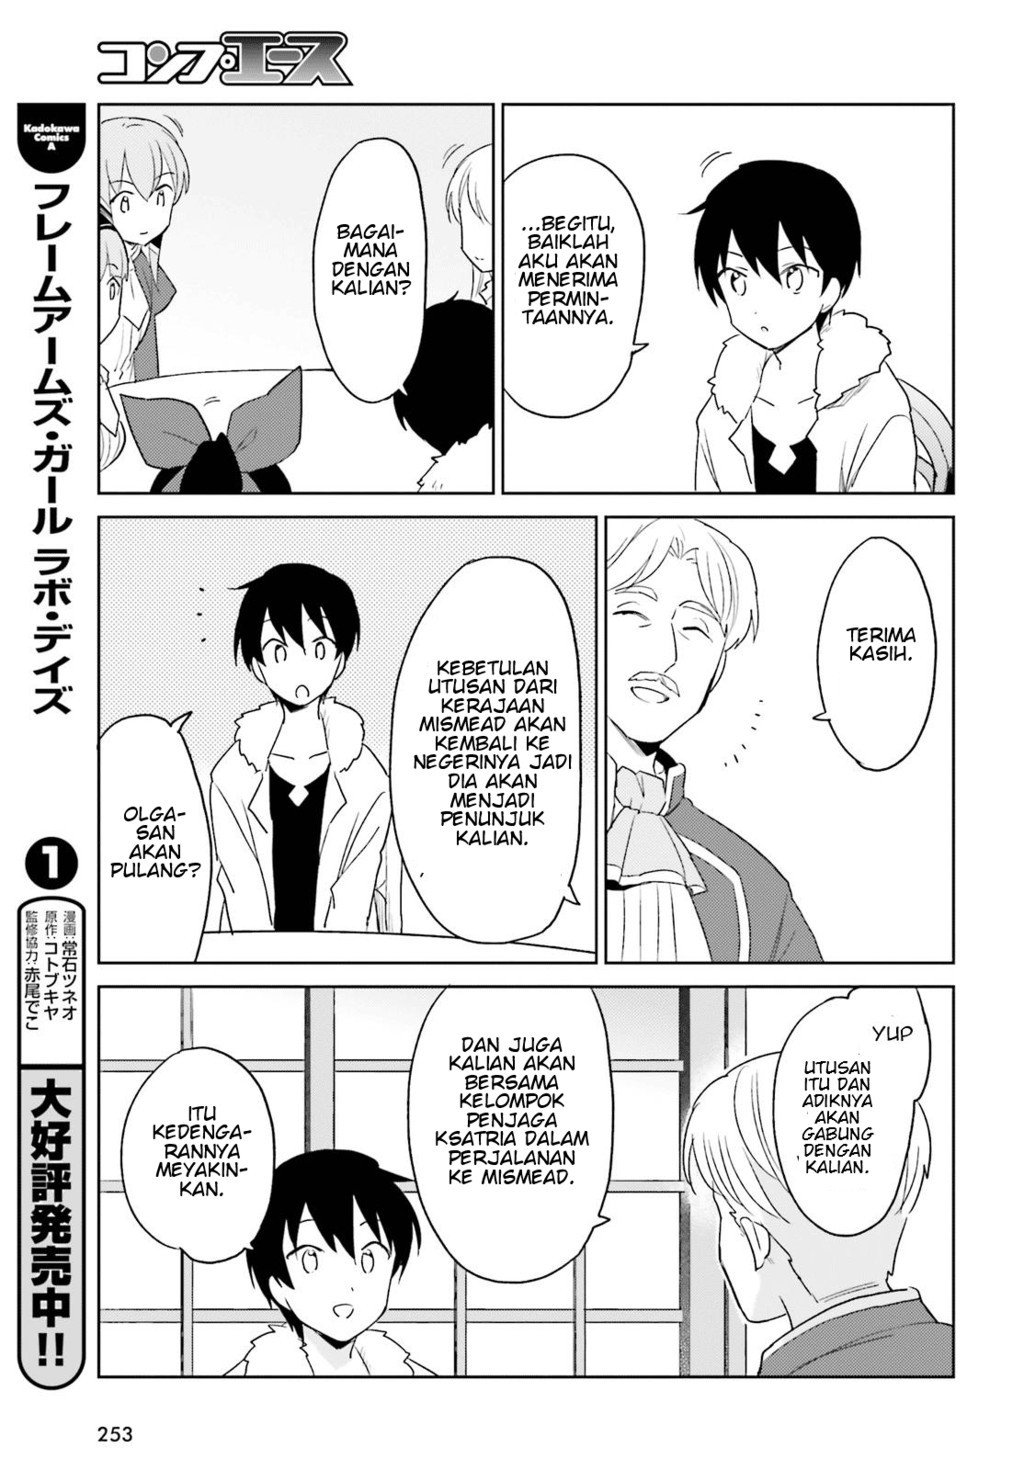 コンプ・エース
Kadokawa
Comics
A
フレームアームズ・ガール ラボ・デイズ
1
漫画:常石ツネオ
原作:コトブキヤ
監修協力:赤尾でこ
大好評発売中!!
...BEGITU,
BAIKLAH
AKU AKAN
MENERIMA
PERMIN-
TAANNYA.
BAGAI-
MANA
DENGAN
KALIAN?
TERIMA
KASIH.
KEBETULAN
UTUSAN DARI
KERAJAAN
MISMEAD AKAN
KEMBALI KE
NEGERINYA JADI
DIA AKAN
MENJADI
PENUNJUK
KALIAN.
OLGA-
SAN
AKAN
PULANG?
YUP
UTUSAN
ITU DAN
ADIKNYA
AKAN
GABUNG
DENGAN
KALIAN.
DAN JUGA
KALIAN AKAN
BERSAMA
KELOMPOK
PENJAGA
KSATRIA DALAM
PERJALANAN
KE MISMEAD.
ITU
KEDENGA-
RANNYA
MEYAKIN-
KAN.
253